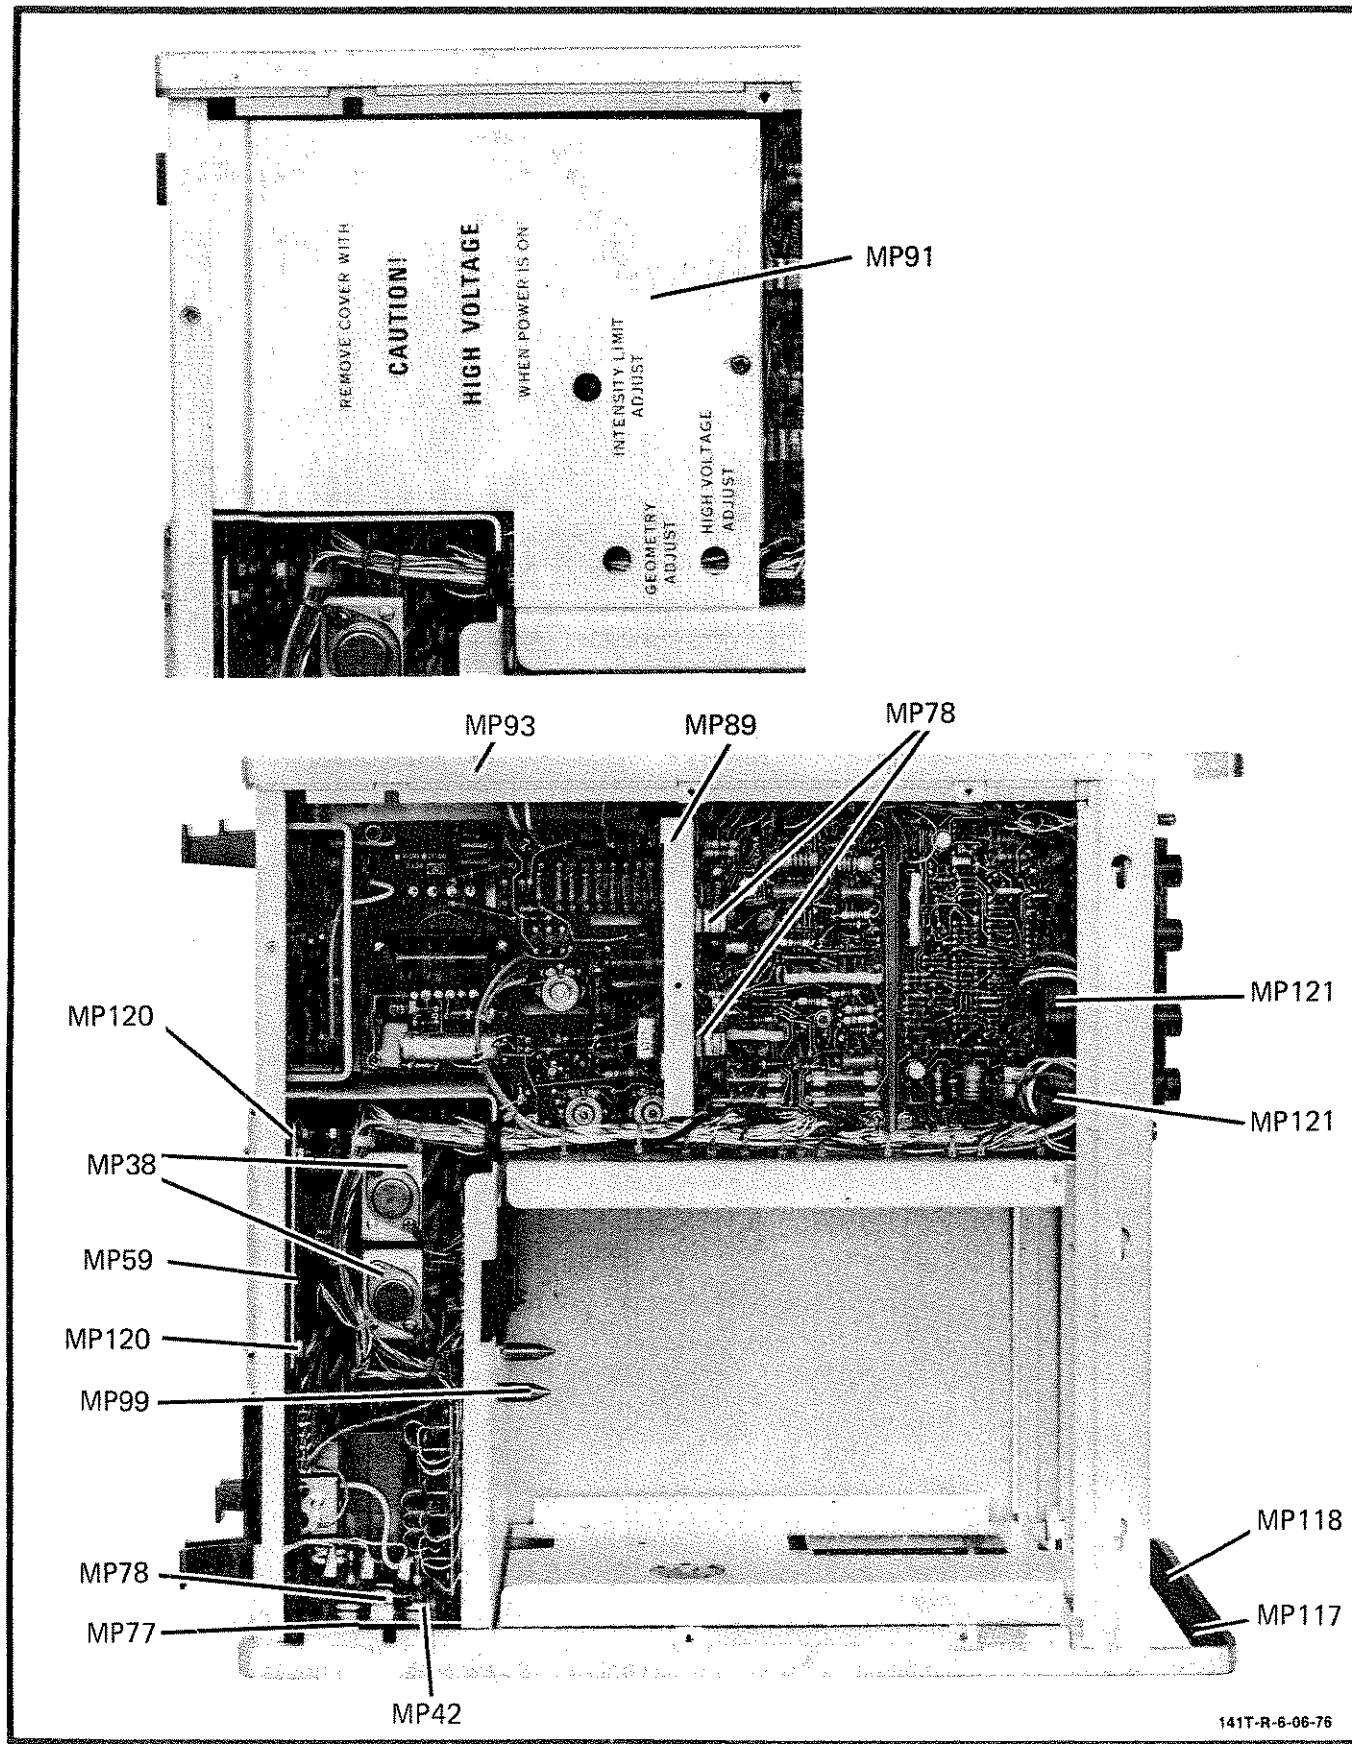 REMOVE COVER WITH
CAUTION!
HIGH VOLTAGE
WHEN POWER IS ON
INTENSITY LIMIT
ADJUST
GEOMETRY
ADJUST
HIGH VOLTAGE
ADJUST
MP91
MP93
MP89
MP78
MP120
MP121
MP38
MP121
MP59
MP120
MP99
MP118
MP78
MP77
MP117
MP42
141T-R-6-06-76